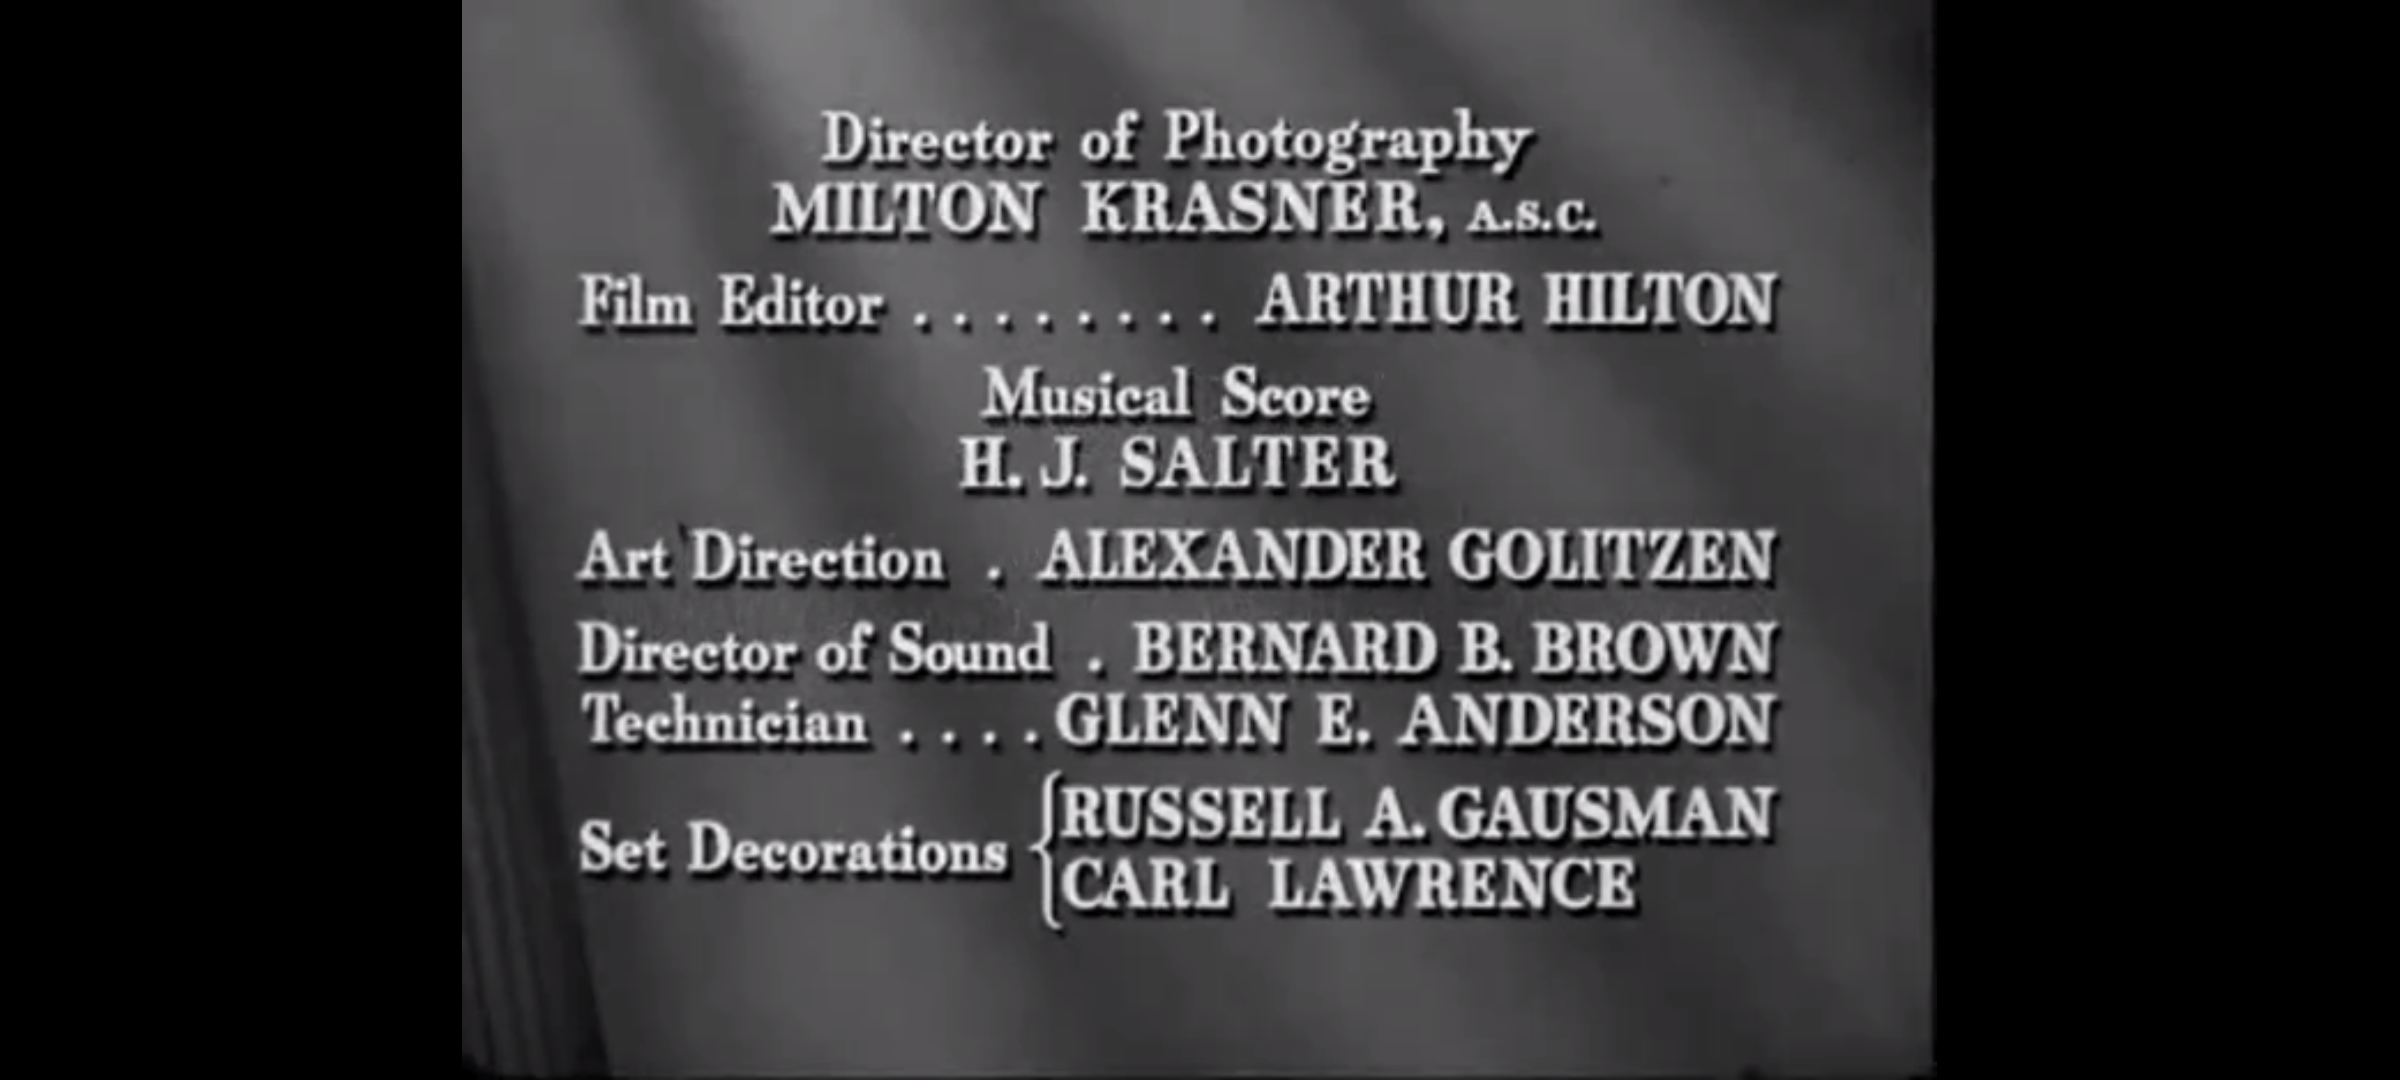 Director of Photography
MILTON KRASNER, A.S.C.
Film Editor ........ ARTHUR HILTON
Musical Score
H. J. SALTER
Art Direction . ALEXANDER GOLITZEN
Director of Sound . BERNARD B. BROWN
Technician .... GLENN E. ANDERSON
Set Decorations { RUSSELL A. GAUSMAN
CARL LAWRENCE